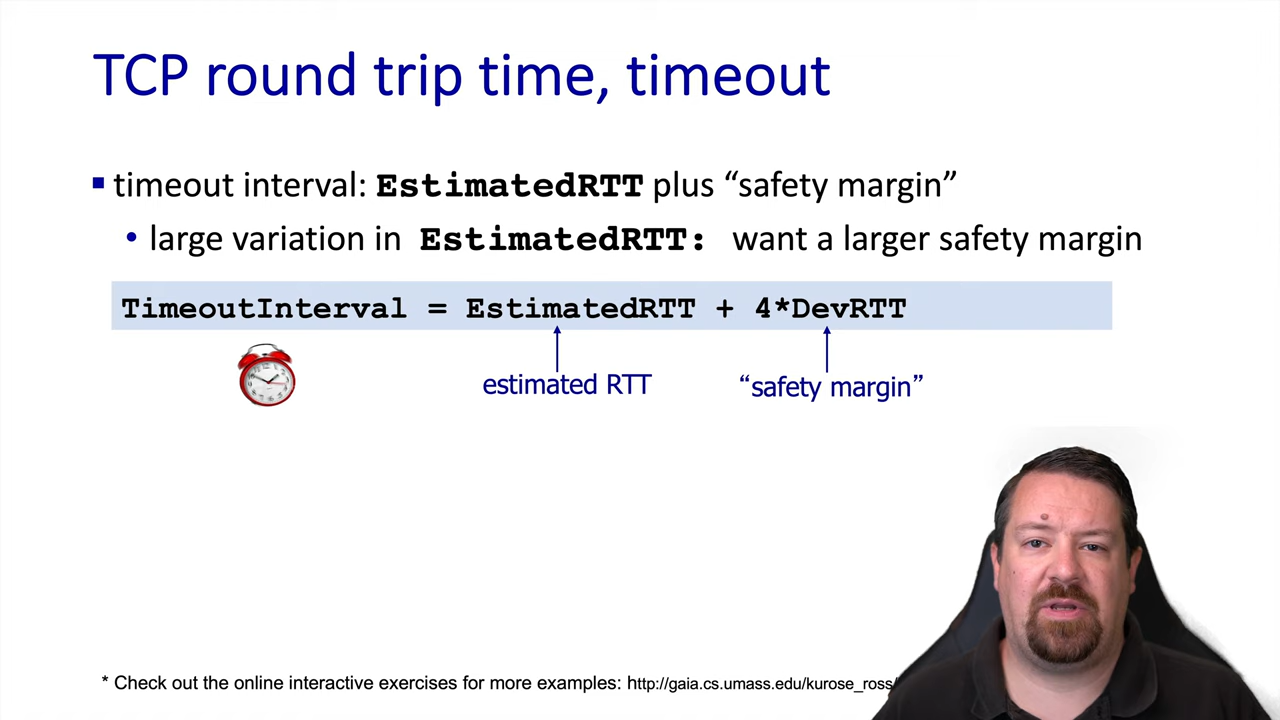 TCP round trip time, timeout
▪ timeout interval: EstimatedRTT plus “safety margin”
• large variation in EstimatedRTT: want a larger safety margin
TimeoutInterval = EstimatedRTT + 4*DevRTT
estimated RTT
“safety margin”
* Check out the online interactive exercises for more examples: http://gaia.cs.umass.edu/kurose_ross/